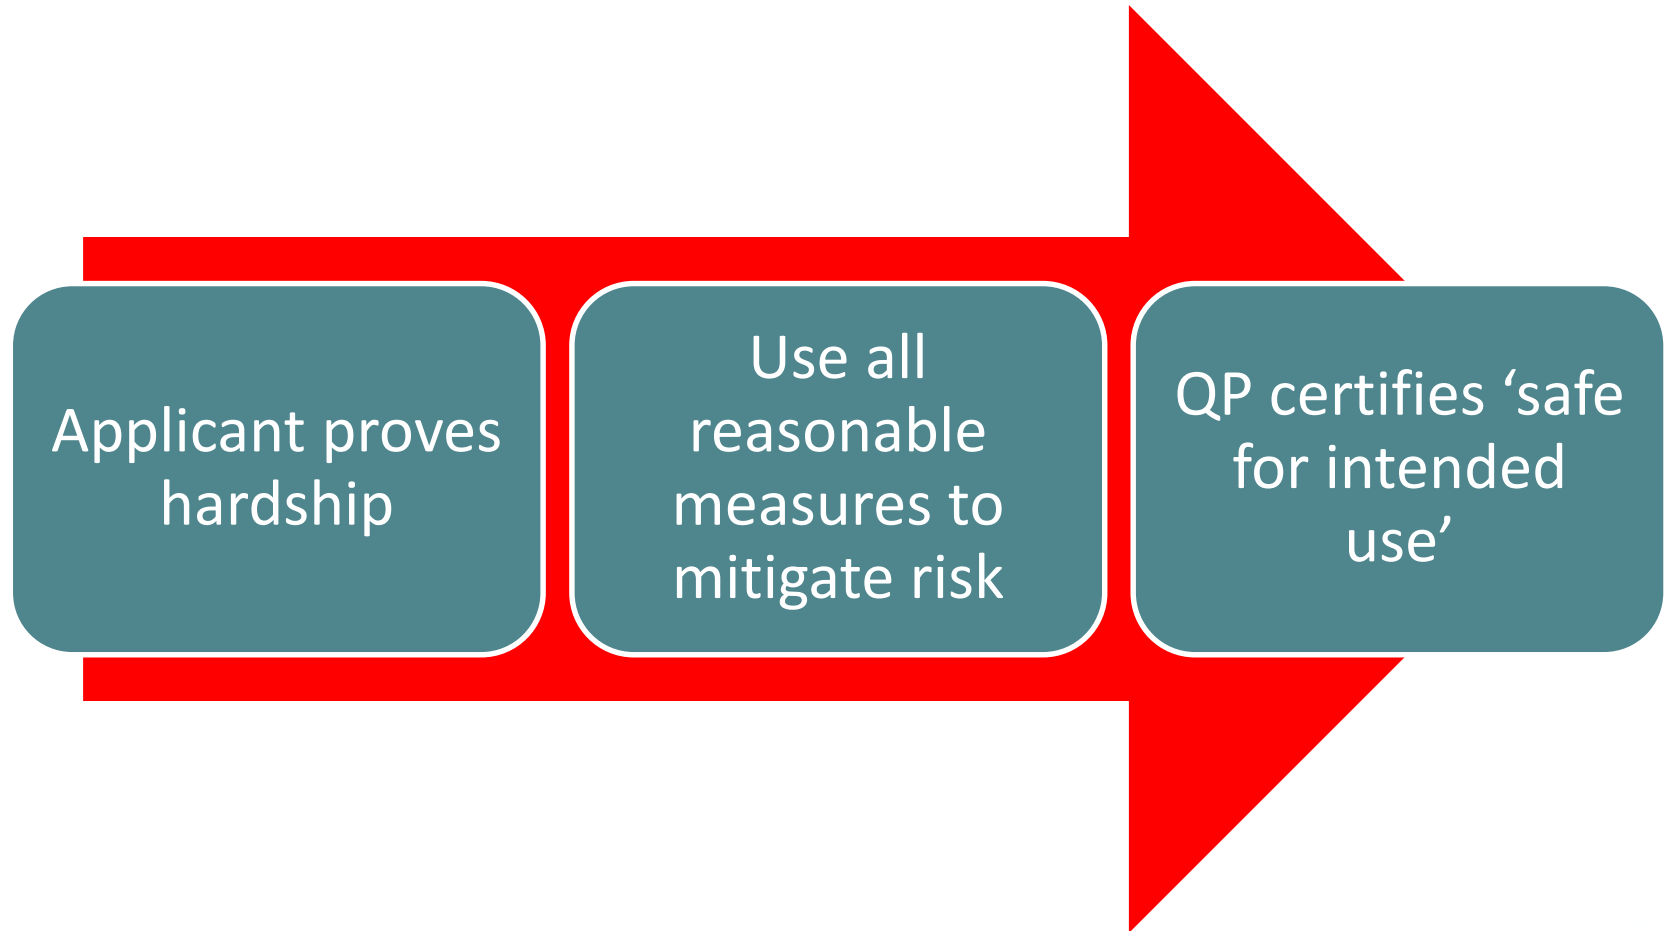 Applicant proves
hardship
Use all
reasonable
measures to
mitigate risk
QP certifies ‘safe
for intended
use’